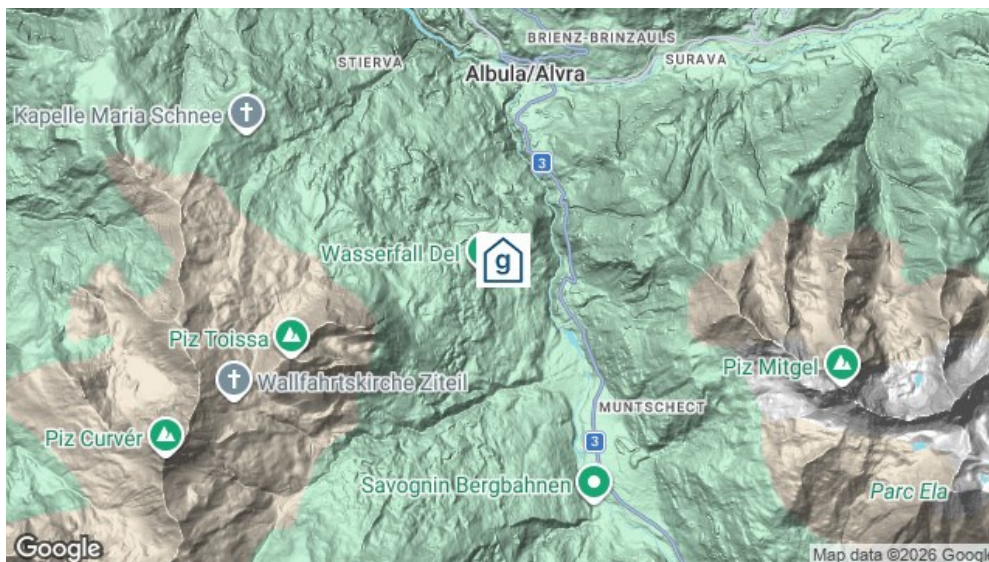 BRIENZ-BRINZAULS
STIERVA
SURAVA
Albula/Alvra
Kapelle Maria Schnee
3
Wasserfall Del
g
Piz Toissa
Wallfahrtskirche Ziteil
Piz Mitgel
MUNTSCHECT
Piz Curvér
3
Savognin Bergbahnen
Parc Ela
Google
Map data ©2026 Google